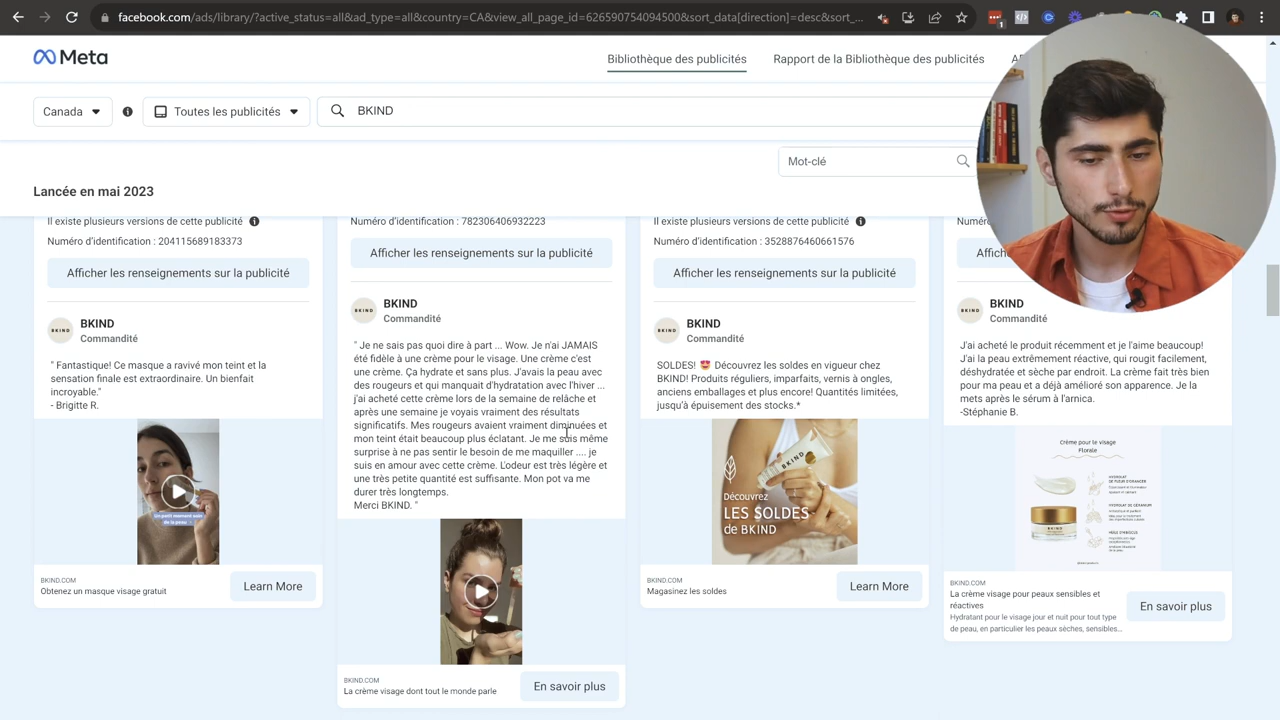 facebook.com/ads/library/?active_status=all&ad_type=all&country=CA&view_all_page_id=626590754094500&sort_data[direction]=desc&sort_...
1
Meta
Bibliothèque des publicités
Rapport de la Bibliothèque des publicités
Canada
Toutes les publicités
BKIND
Mot-clé
Lancée en mai 2023
Il existe plusieurs versions de cette publicité
Numéro d'identification : 204115689183373
Afficher les renseignements sur la publicité
BKIND
BKIND
Commandité
" Fantastique! Ce masque a ravivé mon teint et la
sensation finale est extraordinaire. Un bienfait
incroyable."
- Brigitte R.
Un petit moment soin
de la peau
BKIND.COM
Obtenez un masque visage gratuit
Learn More
Numéro d'identification : 782306406932223
Afficher les renseignements sur la publicité
BKIND
BKIND
Commandité
" Je ne sais pas quoi dire à part ... Wow. Je n'ai JAMAIS
été fidèle à une crème pour le visage. Une crème c'est
une crème. Ça hydrate et sans plus. J'avais la peau avec
des rougeurs et qui manquait d'hydratation avec l'hiver ...
j'ai acheté cette crème lors de la semaine de relâche et
après une semaine je voyais vraiment des résultats
significatifs. Mes rougeurs avaient vraiment diminuées et
mon teint était beaucoup plus éclatant. Je me suis même
surprise à ne pas sentir le besoin de me maquiller .... je
suis en amour avec cette crème. L'odeur est très légère et
une très petite quantité est suffisante. Mon pot va me
durer très longtemps.
Merci BKIND. "
BKIND.COM
La crème visage dont tout le monde parle
En savoir plus
Il existe plusieurs versions de cette publicité
Numéro d'identification : 3528876460661576
Afficher les renseignements sur la publicité
BKIND
BKIND
Commandité
SOLDES! 😍 Découvrez les soldes en vigueur chez
BKIND! Produits réguliers, imparfaits, vernis à ongles,
anciens emballages et plus encore! Quantités limitées,
jusqu'à épuisement des stocks.*
BKIND
Découvrez
LES SOLDES
de BKIND
BKIND.COM
Magasinez les soldes
Learn More
Numé
Affich
BKIND
BKIND
Commandité
J'ai acheté le produit récemment et je l'aime beaucoup!
J'ai la peau extrêmement réactive, qui rougit facilement,
déshydratée et sèche par endroit. La crème fait très bien
pour ma peau et a déjà amélioré son apparence. Je la
mets après le sérum à l'arnica.
-Stéphanie B.
Crème pour le visage
Florale
BKIND
BKIND.COM
La crème visage pour peaux sensibles et
réactives
Hydratant pour le visage jour et nuit pour tout type
de peau, en particulier les peaux sèches, sensibles...
En savoir plus